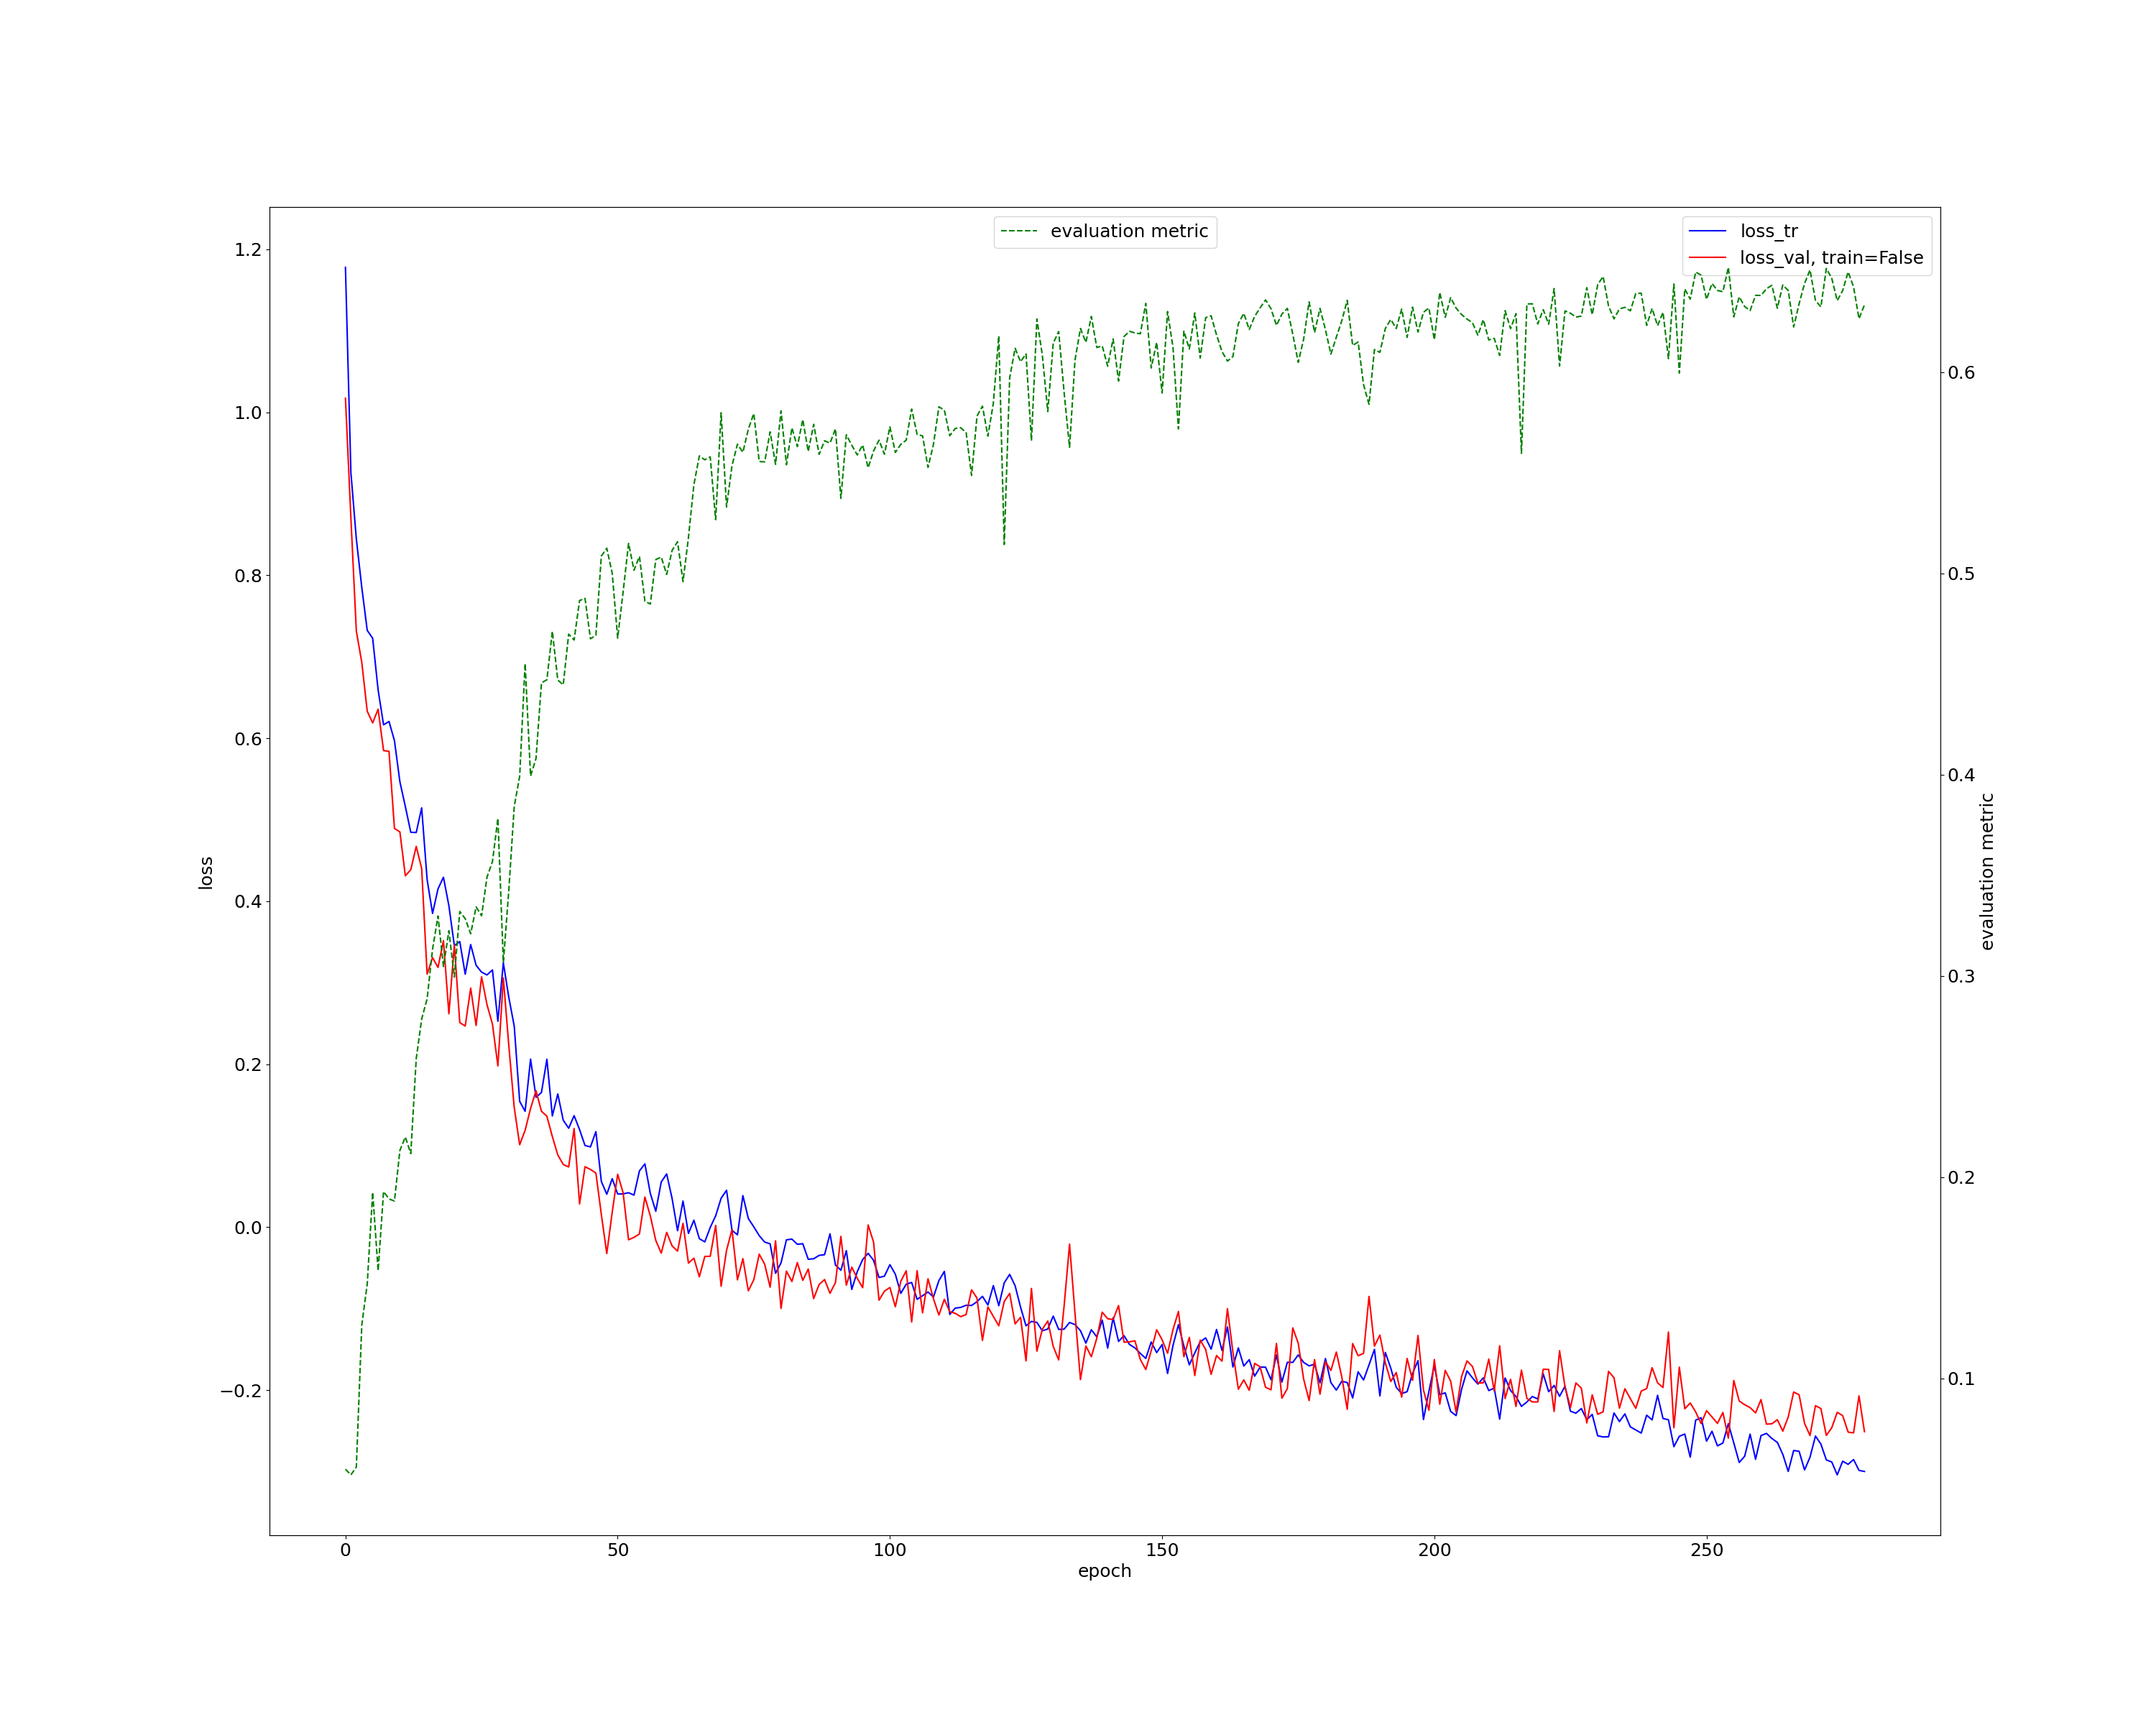 evaluation metric
loss_tr
loss_val, train=False
1.2
1.0
0.8
0.6
0.4
0.2
0.0
−0.2
loss
0.6
0.5
0.4
0.3
0.2
0.1
evaluation metric
0 50 100 150 200 250
epoch